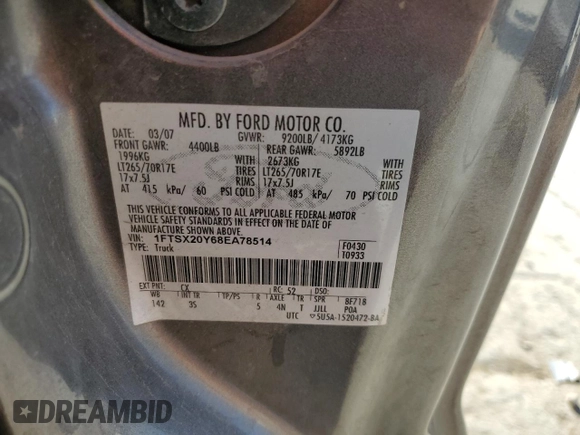 MFD. BY FORD MOTOR CO.
DATE: 03/07 GVWR: 9200LB/ 4173KG
FRONT GAWR: 4400LB REAR GAWR: 5892LB
1996KG WITH 2673KG WITH
LT265/70R17E TIRES LT265/70R17E TIRES
17x7.5J RIMS 17x7.5J RIMS
AT 415 kPa/ 60 PSI COLD AT 485 kPa/ 70 PSI COLD
THIS VEHICLE CONFORMS TO ALL APPLICABLE FEDERAL MOTOR
VEHICLE SAFETY STANDARDS IN EFFECT ON THE DATE OF
MANUFACTURE SHOWN ABOVE.
VIN: 1FTSX20Y68EA78514 F0430
TYPE: Truck T0933
EXT PNT: CX RC: 52 DSO:
WB INT TR TP/PS R AXLE TR SPR BF71B
142 3S 5 4N T JJLL POA
UTC 5U5A-1520472-BA
DREAMBID